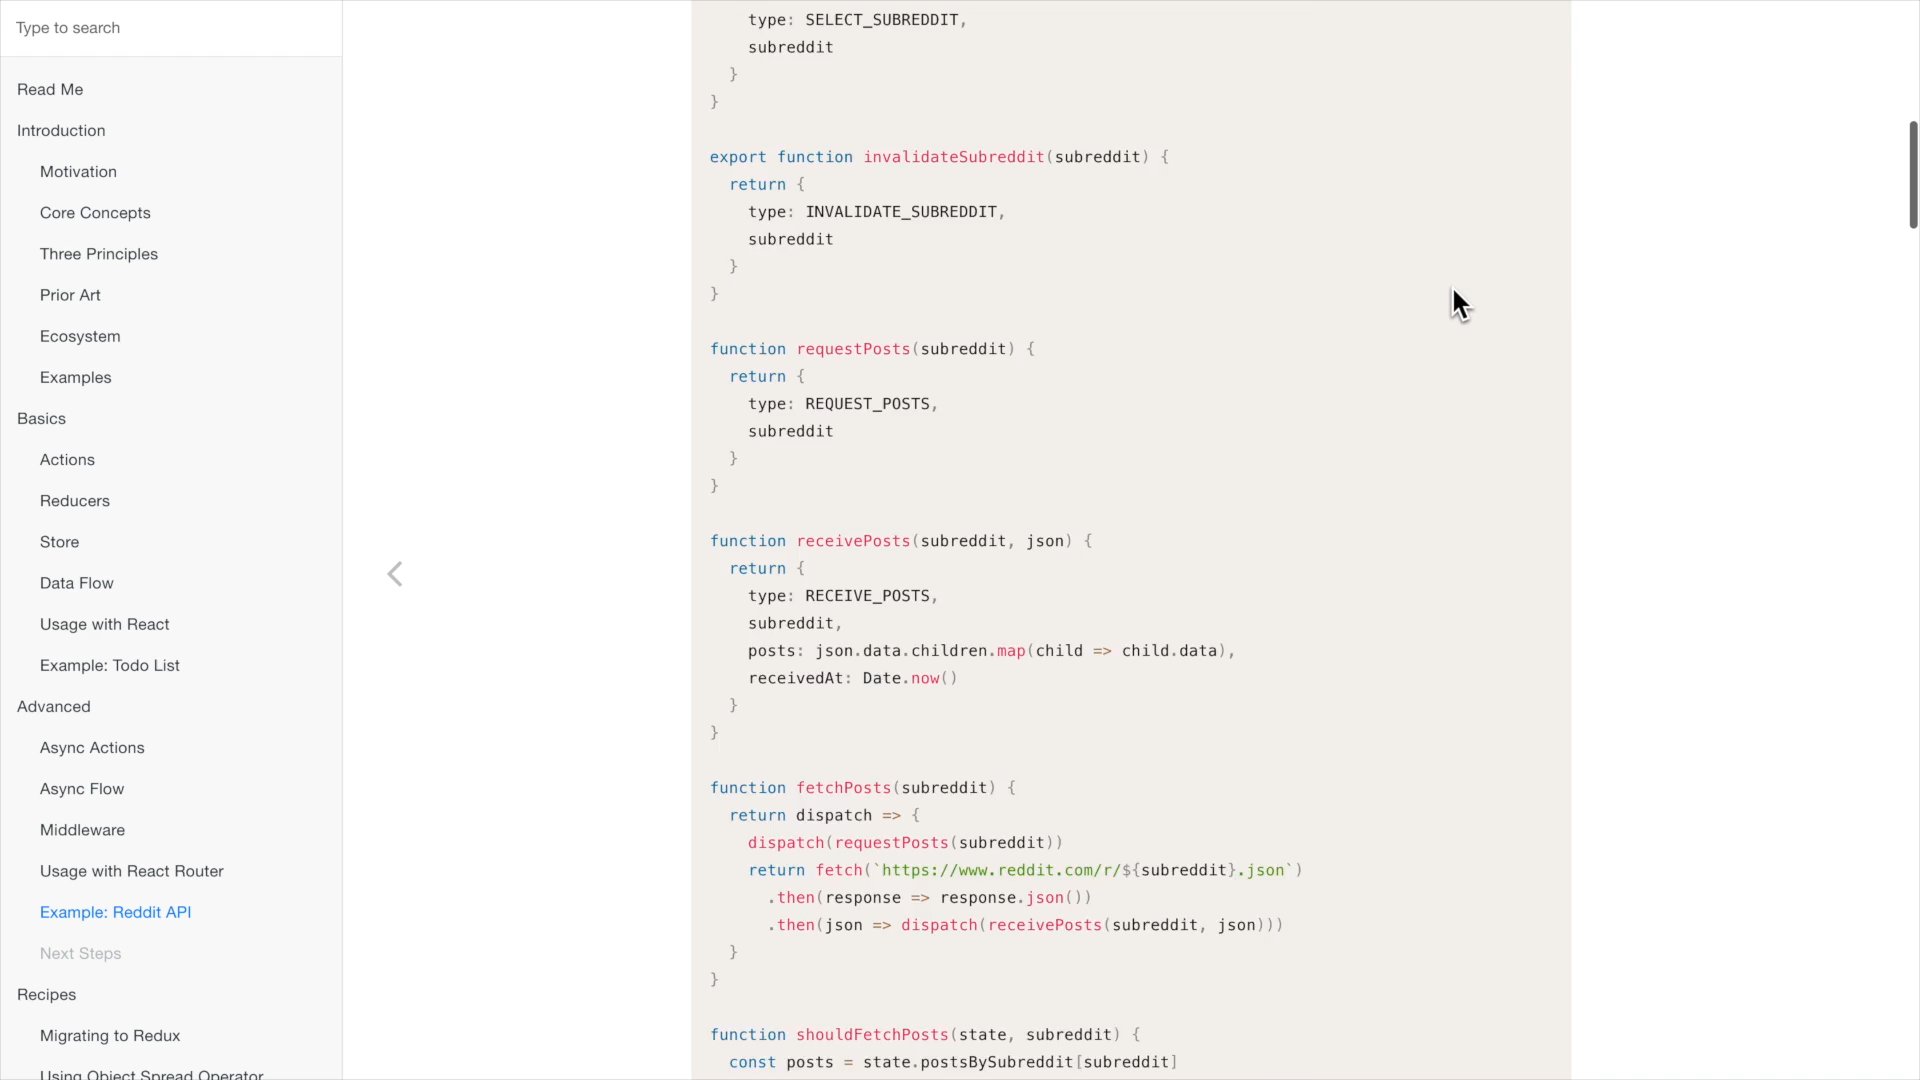 Type to search
Read Me
Introduction
Motivation
Core Concepts
Three Principles
Prior Art
Ecosystem
Examples
Basics
Actions
Reducers
Store
Data Flow
Usage with React
Example: Todo List
Advanced
Async Actions
Async Flow
Middleware
Usage with React Router
Example: Reddit API
Next Steps
Recipes
Migrating to Redux
Using Object Spread Operator
    type: SELECT_SUBREDDIT,
    subreddit
  }
}

export function invalidateSubreddit(subreddit) {
  return {
    type: INVALIDATE_SUBREDDIT,
    subreddit
  }
}

function requestPosts(subreddit) {
  return {
    type: REQUEST_POSTS,
    subreddit
  }
}

function receivePosts(subreddit, json) {
  return {
    type: RECEIVE_POSTS,
    subreddit,
    posts: json.data.children.map(child => child.data),
    receivedAt: Date.now()
  }
}

function fetchPosts(subreddit) {
  return dispatch => {
    dispatch(requestPosts(subreddit))
    return fetch(`https://www.reddit.com/r/${subreddit}.json`)
      .then(response => response.json())
      .then(json => dispatch(receivePosts(subreddit, json)))
  }
}

function shouldFetchPosts(state, subreddit) {
  const posts = state.postsBySubreddit[subreddit]